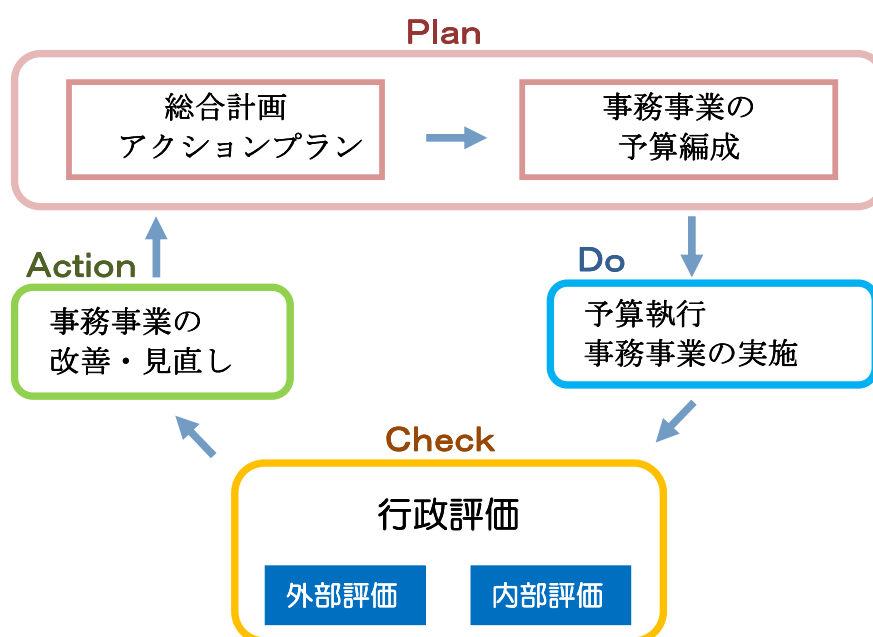 Plan
総合計画
アクションプラン
事務事業の
予算編成
Do
予算執行
事務事業の実施
Check
行政評価
外部評価
内部評価
Action
事務事業の
改善・見直し